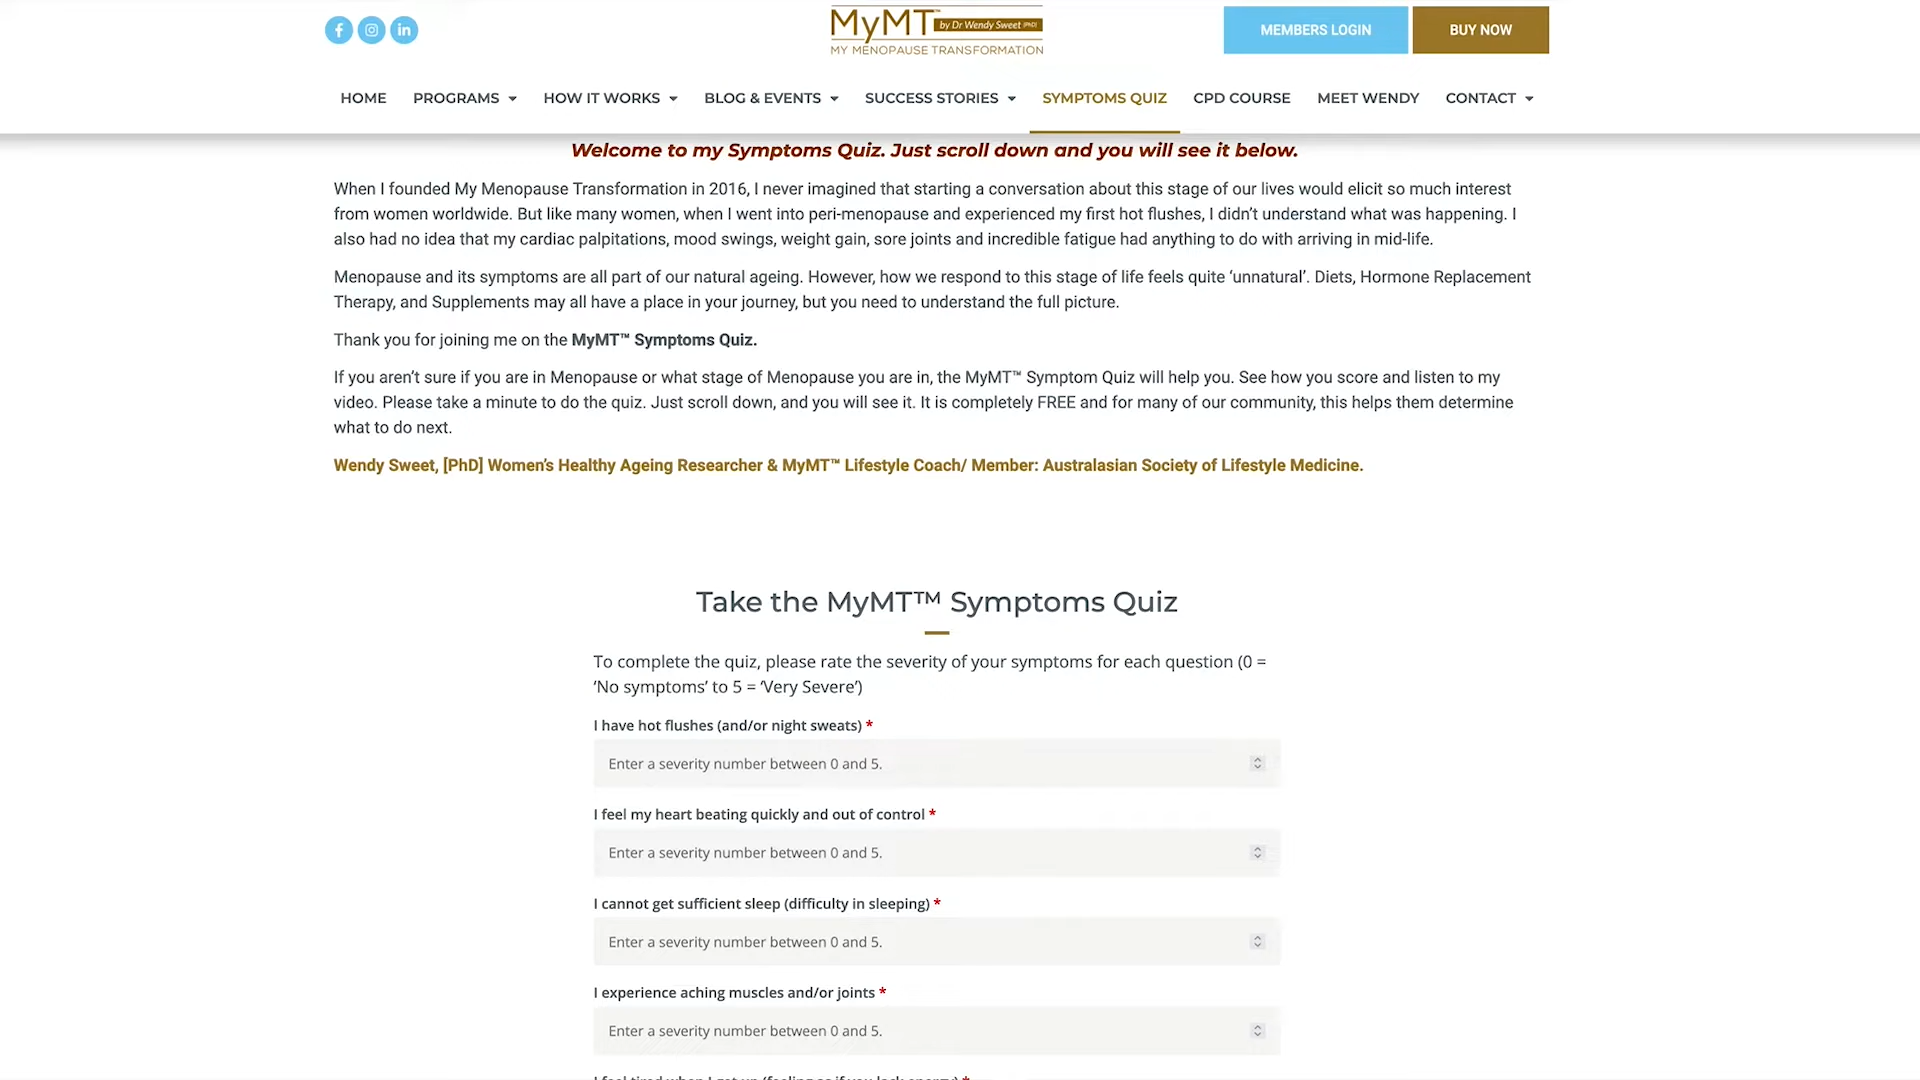 MyMT™ by Dr Wendy Sweet [PhD]
MY MENOPAUSE TRANSFORMATION
MEMBERS LOGIN
BUY NOW
HOME PROGRAMS HOW IT WORKS BLOG & EVENTS SUCCESS STORIES SYMPTOMS QUIZ CPD COURSE MEET WENDY CONTACT
Welcome to my Symptoms Quiz. Just scroll down and you will see it below.
When I founded My Menopause Transformation in 2016, I never imagined that starting a conversation about this stage of our lives would elicit so much interest
from women worldwide. But like many women, when I went into peri-menopause and experienced my first hot flushes, I didn’t understand what was happening. I
also had no idea that my cardiac palpitations, mood swings, weight gain, sore joints and incredible fatigue had anything to do with arriving in mid-life.
Menopause and its symptoms are all part of our natural ageing. However, how we respond to this stage of life feels quite ‘unnatural’. Diets, Hormone Replacement
Therapy, and Supplements may all have a place in your journey, but you need to understand the full picture.
Thank you for joining me on the MyMT™ Symptoms Quiz.
If you aren’t sure if you are in Menopause or what stage of Menopause you are in, the MyMT™ Symptom Quiz will help you. See how you score and listen to my
video. Please take a minute to do the quiz. Just scroll down, and you will see it. It is completely FREE and for many of our community, this helps them determine
what to do next.
Wendy Sweet, [PhD] Women’s Healthy Ageing Researcher & MyMT™ Lifestyle Coach/ Member: Australasian Society of Lifestyle Medicine.
Take the MyMT™ Symptoms Quiz
To complete the quiz, please rate the severity of your symptoms for each question (0 =
‘No symptoms’ to 5 = ‘Very Severe’)
I have hot flushes (and/or night sweats) *
Enter a severity number between 0 and 5.
I feel my heart beating quickly and out of control *
Enter a severity number between 0 and 5.
I cannot get sufficient sleep (difficulty in sleeping) *
Enter a severity number between 0 and 5.
I experience aching muscles and/or joints *
Enter a severity number between 0 and 5.
I feel tired when I get up (feeling as if you lack energy) *